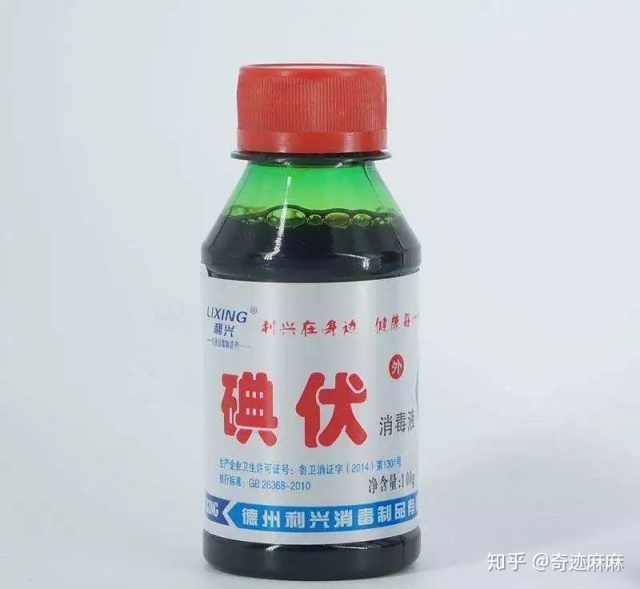 LIXING®
利兴
利兴在身边 健康每一
外
碘伏
消毒液
生产企业卫生许可证号：鲁卫消证字（2014）第1301号
执行标准：GB 26368-2010
净含量：100g
德州利兴消毒制品有
知乎 @奇迹麻麻